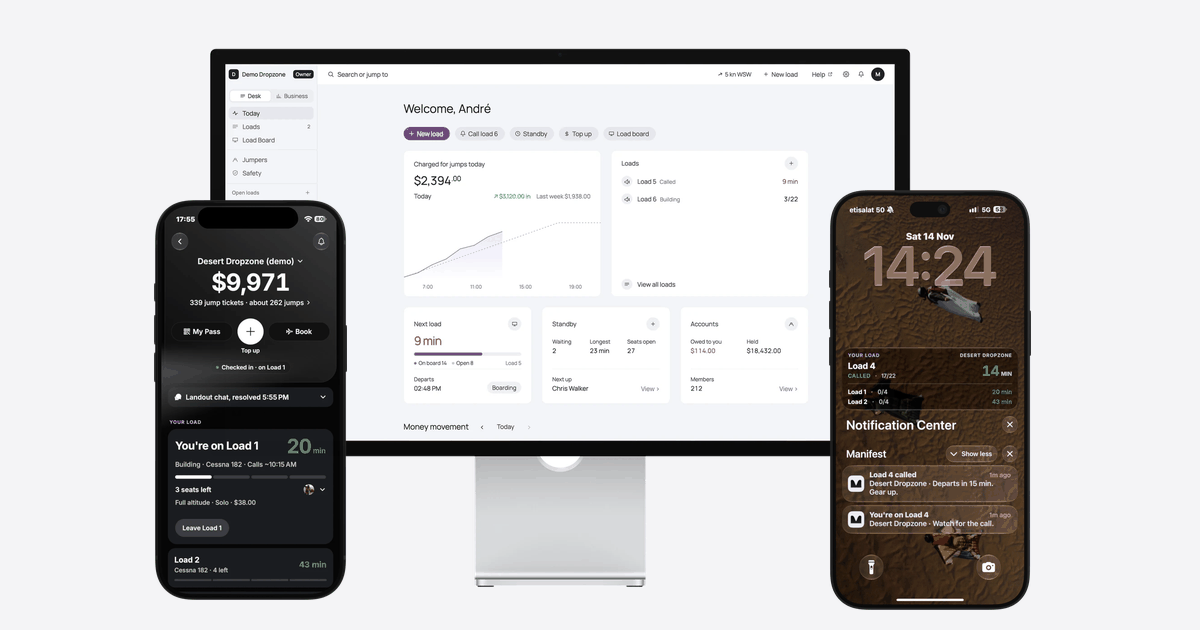 D Demo Dropzone Owner
Search or jump to
5 kn WSW
New load
Help
M
Desk Business
Today
Loads 2
Load Board
Jumpers
Safety
Open loads +
Welcome, André
+ New load
Call load 6
Standby
$ Top up
Load board
Charged for jumps today
$2,394.00
Today
$3,120.00 in Last week $1,938.00
7:00 11:00 15:00 19:00
Loads
Load 5 Called 9 min
Load 6 Building 3/22
View all loads
Next load
9 min
On board 14 Open 8 Load 5
Departs
02:48 PM
Boarding
Standby
Waiting Longest Seats open
2 23 min 27
Next up
Chris Walker
View >
Accounts
Owed to you Held
$114.00 $18,432.00
Members
212
View >
Money movement < Today >
17:55
80
Desert Dropzone (demo)
$9,971
339 jump tickets · about 262 jumps >
My Pass
+
Book
Top up
Checked in · on Load 1
Landout chat, resolved 5:55 PM
YOUR LOAD
You're on Load 1
20 min
Building · Cessna 182 · Calls ~10:15 AM
3 seats left
Full altitude · Solo · $38.00
Leave Load 1
Load 2
Cessna 182 · 4 left
43 min
etisalat 50
5G
Sat 14 Nov
14:24
YOUR LOAD DESERT DROPZONE
Load 4
CALLED · 17/22
14 MIN
Load 1 · 0/4 20 min
Load 2 · 0/4 43 min
Notification Center
Manifest
Show less
Load 4 called 1m ago
Desert Dropzone · Departs in 15 min.
Gear up.
You're on Load 4 1m ago
Desert Dropzone · Watch for the call.